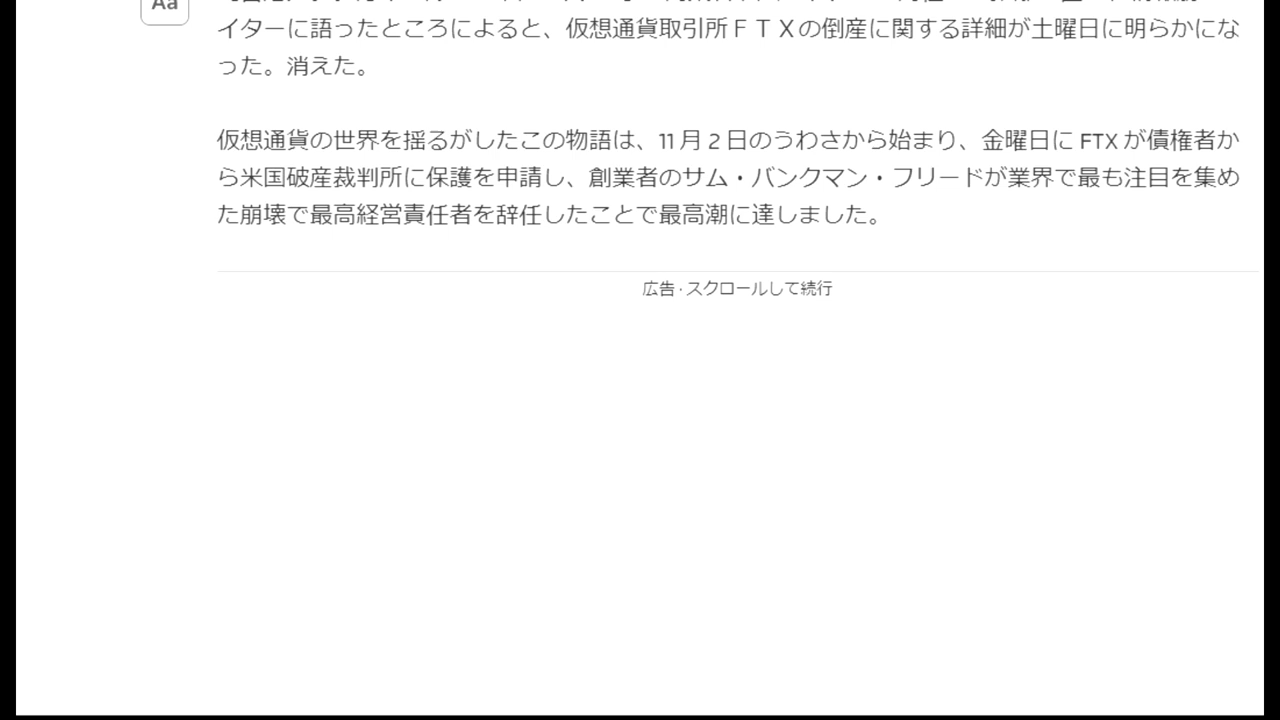 Aa
イターに語ったところによると、仮想通貨取引所ＦＴＸの倒産に関する詳細が土曜日に明らかにな
った。消えた。
仮想通貨の世界を揺るがしたこの物語は、11 月 2 日のうわさから始まり、金曜日に FTX が債権者か
ら米国破産裁判所に保護を申請し、創業者のサム・バンクマン・フリードが業界で最も注目を集め
た崩壊で最高経営責任者を辞任したことで最高潮に達しました。
広告 · スクロールして続行